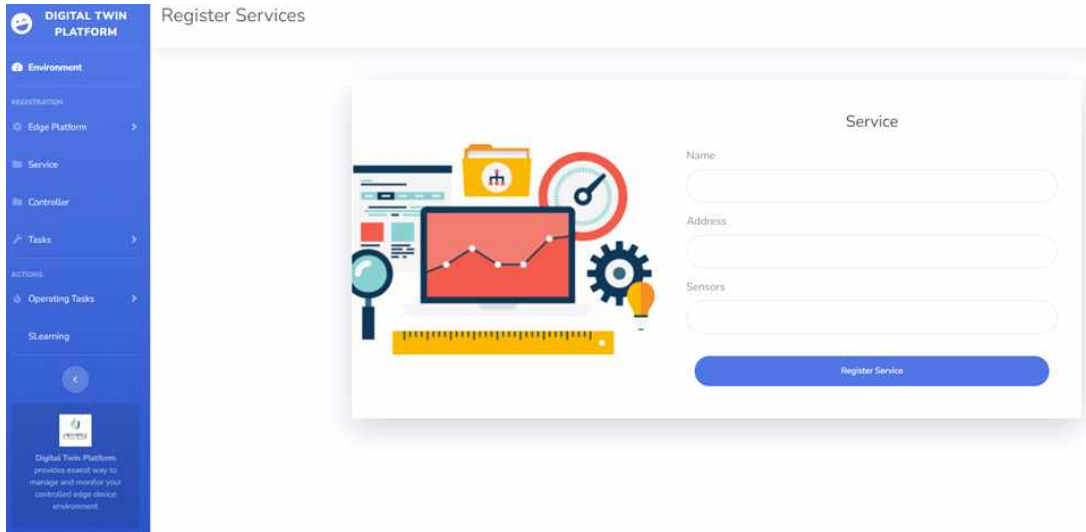 DIGITAL TWIN
PLATFORM
Register Services
Environment
REGISTRATION
Edge Platform
Service
Controller
Tasks
ACTIONS
Operating Tasks
SLearning
Digital Twin Platform
provides esaest way to
manage and monitor your
controlled edge device
environment
Service
Name
Address
Sensors
Register Service